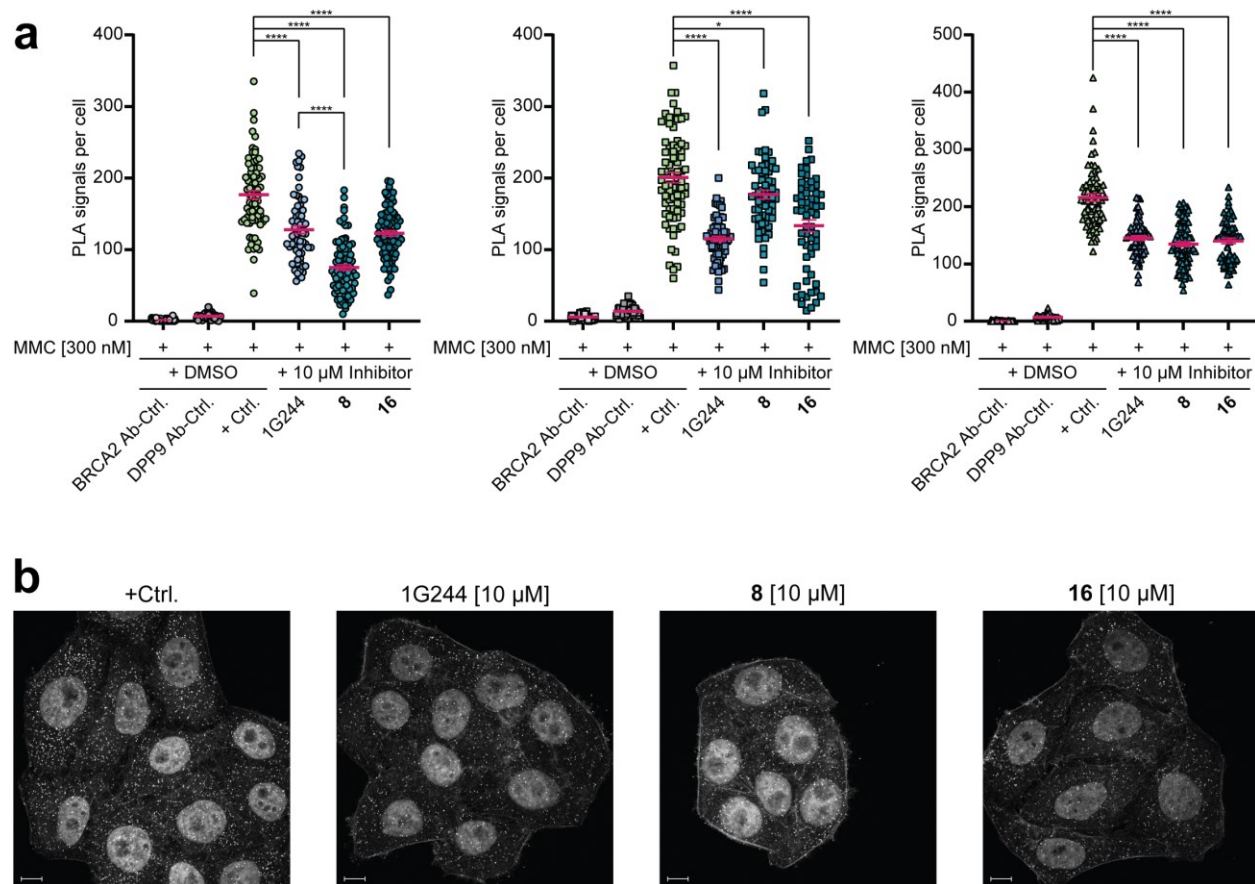 a
PLA signals per cell
400
300
200
100
0
****
****
****
****
MMC [300 nM] + + + + + +
+ DMSO + 10 µM Inhibitor
BRCA2 Ab-Ctrl. DPP9 Ab-Ctrl. + Ctrl. 1G244 8 16
PLA signals per cell
400
300
200
100
0
****
*
****
MMC [300 nM] + + + + + +
+ DMSO + 10 µM Inhibitor
BRCA2 Ab-Ctrl. DPP9 Ab-Ctrl. + Ctrl. 1G244 8 16
PLA signals per cell
500
400
300
200
100
0
****
****
****
MMC [300 nM] + + + + + +
+ DMSO + 10 µM Inhibitor
BRCA2 Ab-Ctrl. DPP9 Ab-Ctrl. + Ctrl. 1G244 8 16
b
+Ctrl. 1G244 [10 µM] 8 [10 µM] 16 [10 µM]